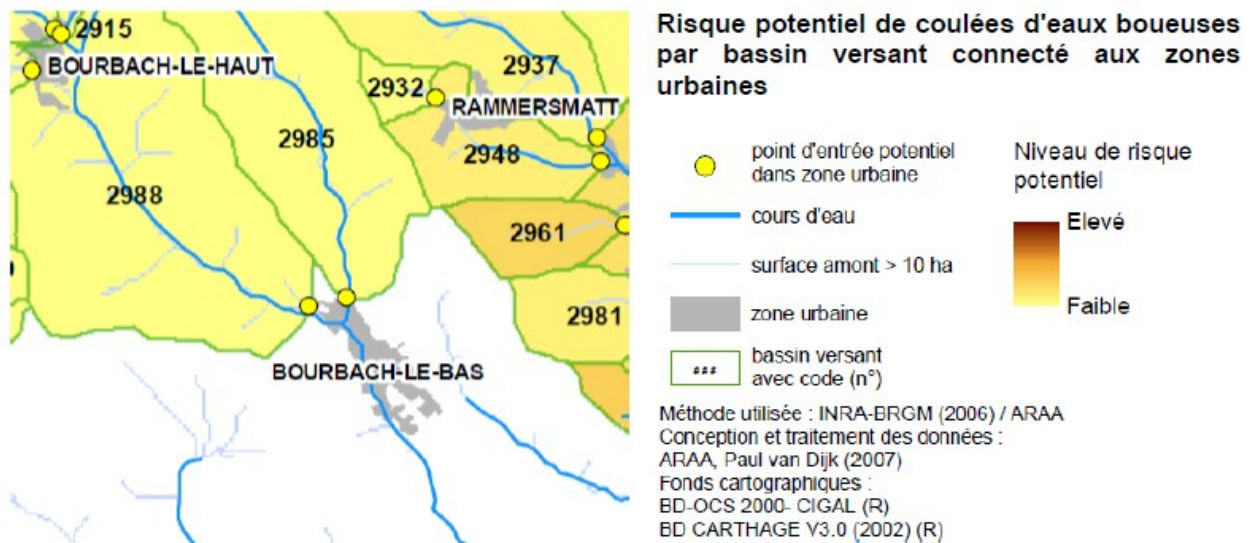 2915
BOURBACH-LE-HAUT
2937
2932
RAMMERSMATT
2985
2948
2988
2961
2981
BOURBACH-LE-BAS
Risque potentiel de coulées d'eaux boueuses
par bassin versant connecté aux zones
urbaines
point d'entrée potentiel
dans zone urbaine
cours d'eau
surface amont > 10 ha
zone urbaine
###
bassin versant
avec code (n°)
Niveau de risque
potentiel
Elevé
Faible
Méthode utilisée : INRA-BRGM (2006) / ARAA
Conception et traitement des données :
ARAA, Paul van Dijk (2007)
Fonds cartographiques :
BD-OCS 2000- CIGAL (R)
BD CARTHAGE V3.0 (2002) (R)